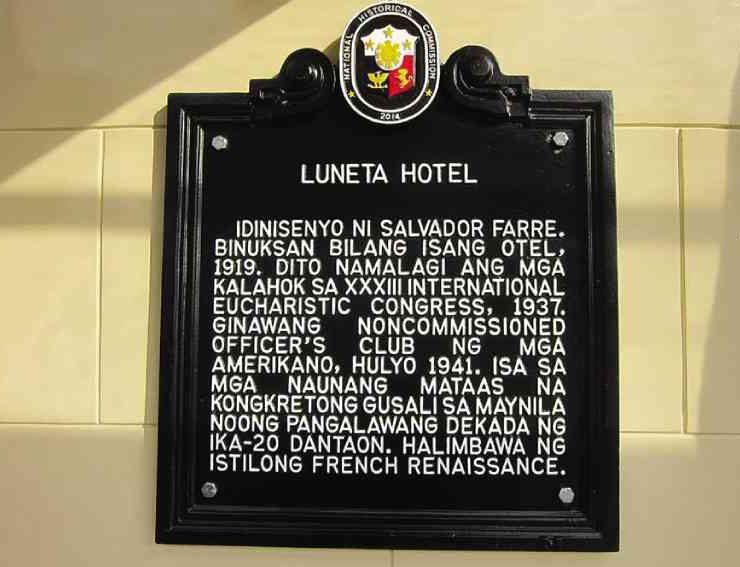 NATIONAL HISTORICAL COMMISSION
2014
LUNETA HOTEL
IDINISENYO NI SALVADOR FARRE.
BINUKSAN BILANG ISANG OTEL,
1919. DITO NAMALAGI ANG MGA
KALAHOK SA XXXIII INTERNATIONAL
EUCHARISTIC CONGRESS, 1937.
GINAWANG NONCOMMISSIONED
OFFICER'S CLUB NG MGA
AMERIKANO, HULYO 1941. ISA SA
MGA NAUNANG MATAAS NA
KONGKRETONG GUSALI SA MAYNILA
NOONG PANGALAWANG DEKADA NG
IKA-20 DANTAON. HALIMBAWA NG
ISTILONG FRENCH RENAISSANCE.